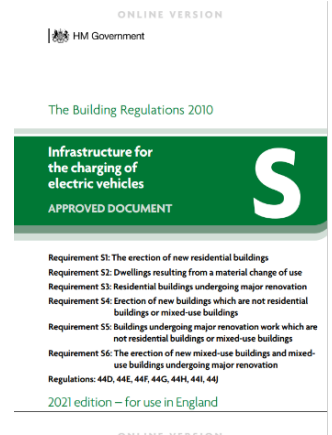 ONLINE VERSION
HM Government
The Building Regulations 2010
Infrastructure for
the charging of
electric vehicles
APPROVED DOCUMENT
S
Requirement S1: The erection of new residential buildings
Requirement S2: Dwellings resulting from a material change of use
Requirement S3: Residential buildings undergoing major renovation
Requirement S4: Erection of new buildings which are not residential
buildings or mixed-use buildings
Requirement S5: Buildings undergoing major renovation work which are
not residential buildings or mixed-use buildings
Requirement S6: The erection of new mixed-use buildings and mixed-
use buildings undergoing major renovation
Regulations: 44D, 44E, 44F, 44G, 44H, 44I, 44J
2021 edition – for use in England
ONLINE VERSION